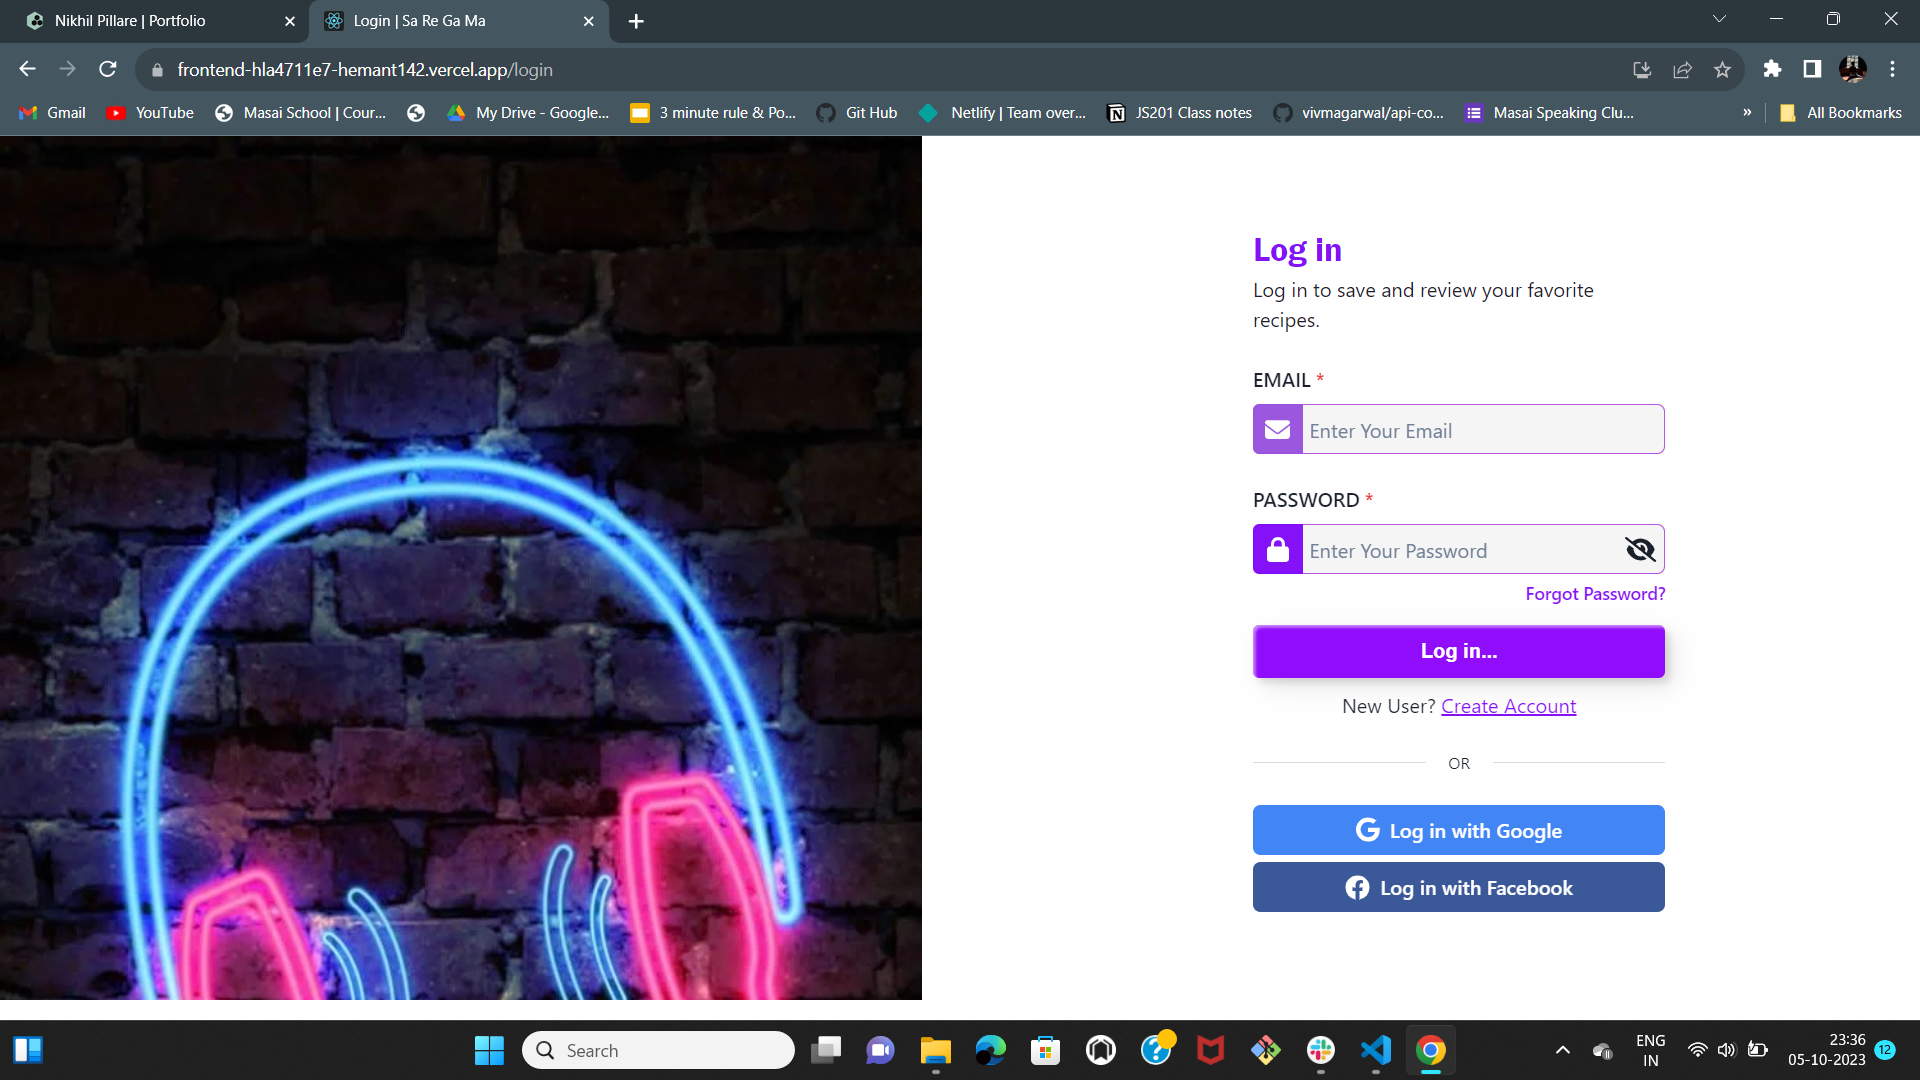 Nikhil Pillare | Portfolio
Login | Sa Re Ga Ma
frontend-hla4711e7-hemant142.vercel.app/login
Gmail
YouTube
Masai School | Cour...
My Drive - Google...
3 minute rule & Po...
Git Hub
Netlify | Team over...
JS201 Class notes
vivmagarwal/api-co...
Masai Speaking Clu...
»
All Bookmarks
Log in
Log in to save and review your favorite
recipes.
EMAIL *
Enter Your Email
PASSWORD *
Enter Your Password
Forgot Password?
Log in...
New User? Create Account
OR
Log in with Google
Log in with Facebook
Search
ENG
IN
23:36
05-10-2023
12